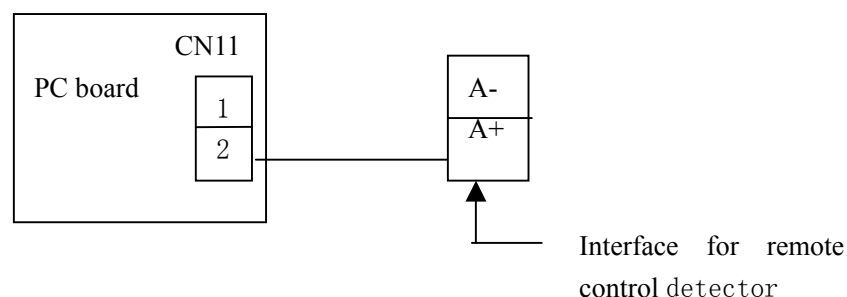 CN11
PC board
1
2
A-
A+
Interface for remote
control detector